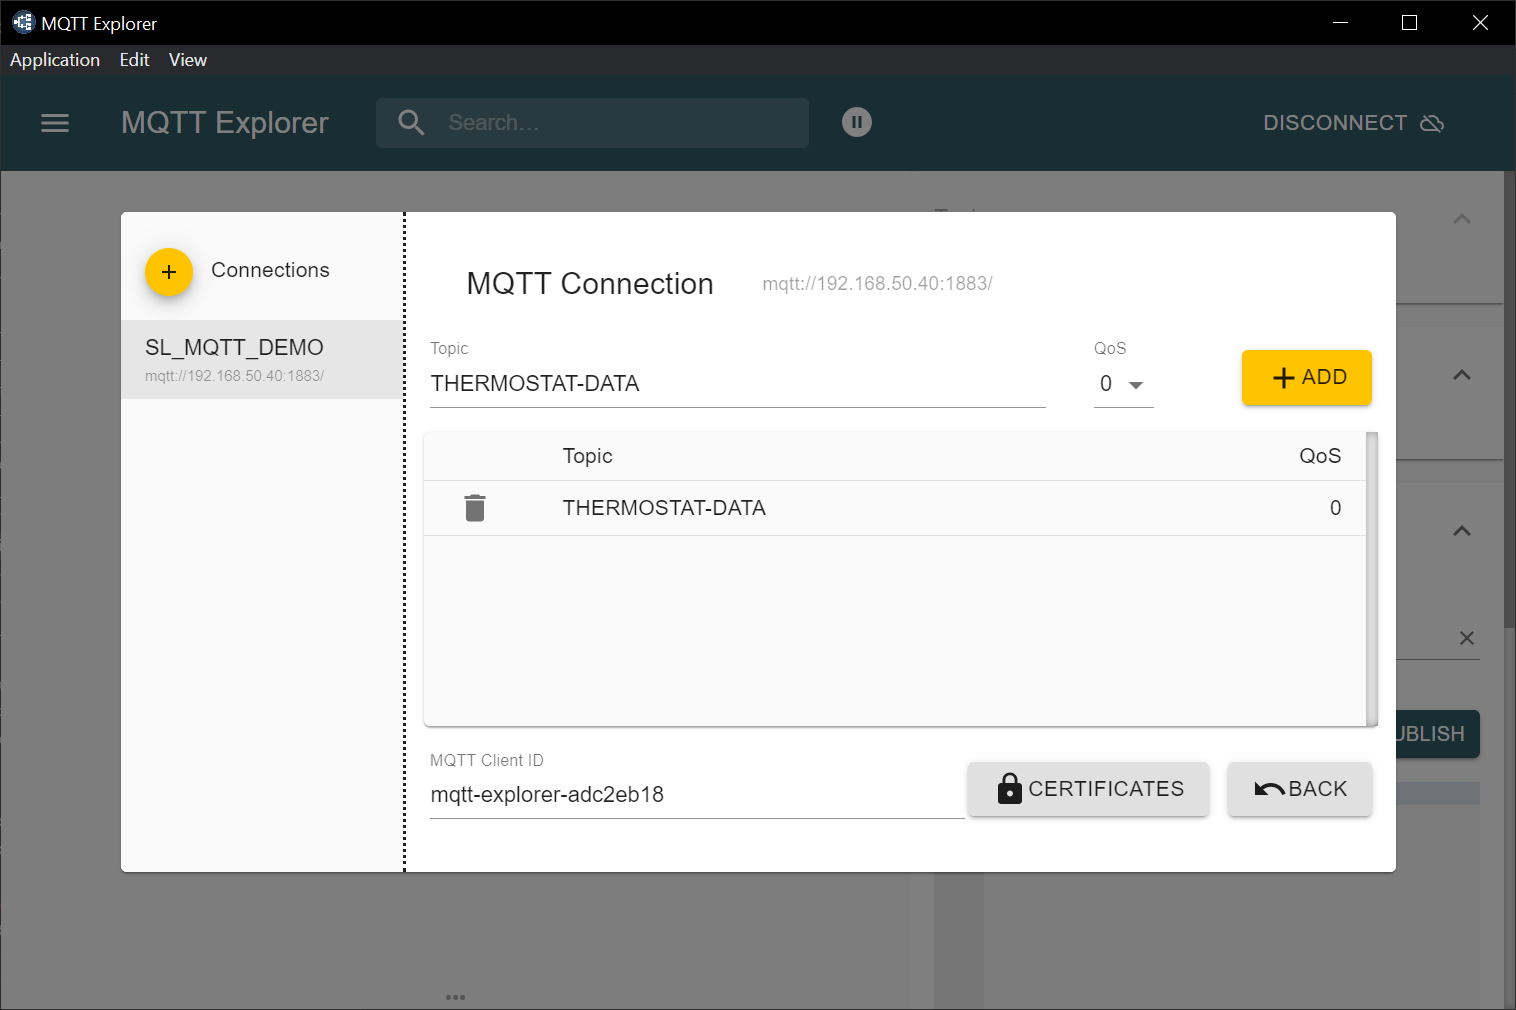 MQTT Explorer
Application Edit View
MQTT Explorer Search... DISCONNECT
Connections
SL_MQTT_DEMO
mqtt://192.168.50.40:1883/
MQTT Connection mqtt://192.168.50.40:1883/
Topic QoS
THERMOSTAT-DATA 0 ADD
Topic QoS
THERMOSTAT-DATA 0
UBLISH
MQTT Client ID
mqtt-explorer-adc2eb18
CERTIFICATES BACK